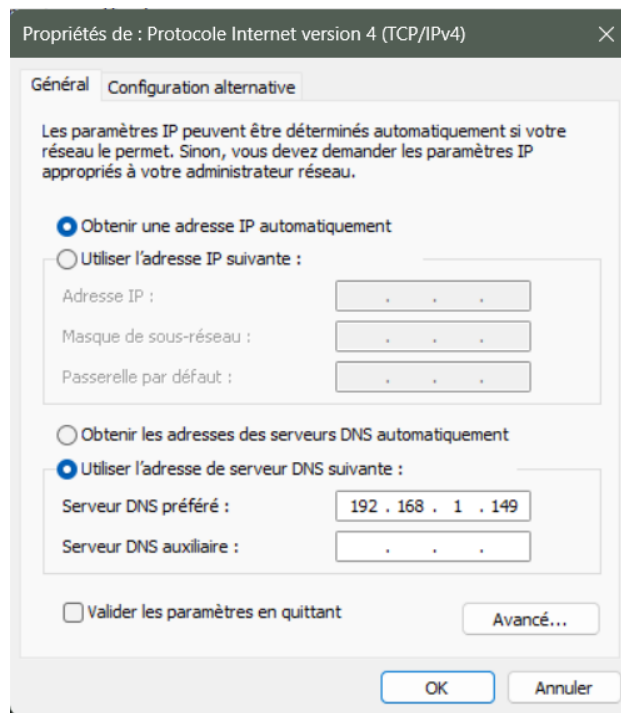 Propriétés de : Protocole Internet version 4 (TCP/IPv4)
Général
Configuration alternative
Les paramètres IP peuvent être déterminés automatiquement si votre
réseau le permet. Sinon, vous devez demander les paramètres IP
appropriés à votre administrateur réseau.
Obtenir une adresse IP automatiquement
Utiliser l’adresse IP suivante :
Adresse IP :
Masque de sous-réseau :
Passerelle par défaut :
Obtenir les adresses des serveurs DNS automatiquement
Utiliser l’adresse de serveur DNS suivante :
Serveur DNS préféré : 192 . 168 . 1 . 149
Serveur DNS auxiliaire :
Valider les paramètres en quittant
Avancé...
OK
Annuler